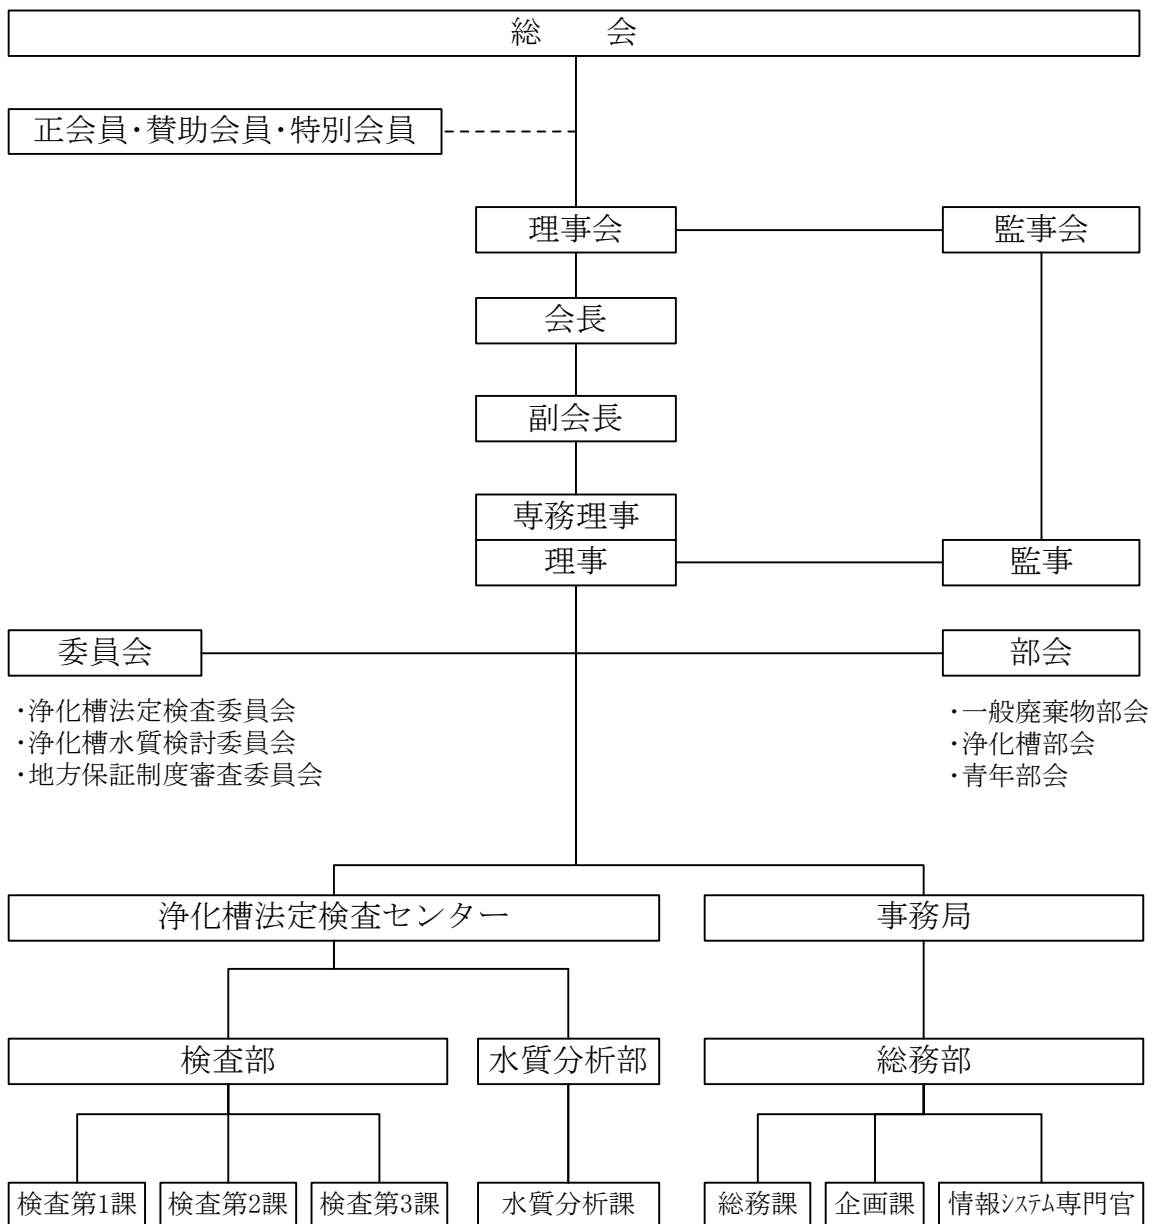 総　　会
正会員・賛助会員・特別会員
理事会
監事会
会長
副会長
専務理事
理事
監事
委員会
部会
・浄化槽法定検査委員会
・浄化槽水質検討委員会
・地方保証制度審査委員会
・一般廃棄物部会
・浄化槽部会
・青年部会
浄化槽法定検査センター
事務局
検査部
水質分析部
総務部
検査第1課
検査第2課
検査第3課
水質分析課
総務課
企画課
情報ｼｽﾃﾑ専門官